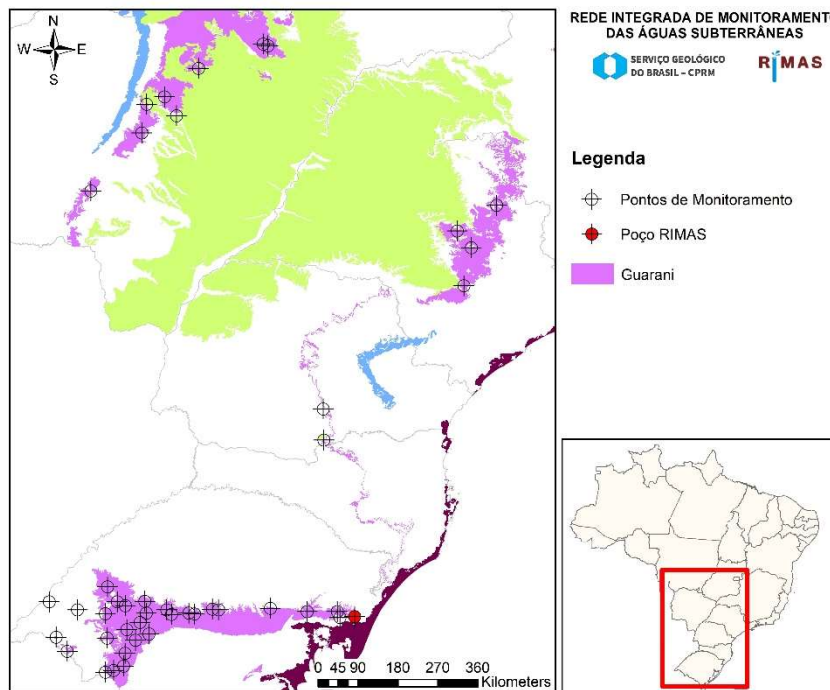 N
W E
S
REDE INTEGRADA DE MONITORAMENTO
DAS ÁGUAS SUBTERRÂNEAS
SERVIÇO GEOLÓGICO
DO BRASIL – CPRM
RIMAS
Legenda
Pontos de Monitoramento
Poço RIMAS
Guarani
0 45 90 180 270 360
Kilometers